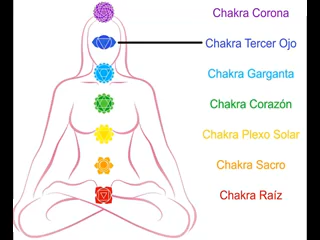 Chakra Corona
Chakra Tercer Ojo
Chakra Garganta
Chakra Corazón
Chakra Plexo Solar
Chakra Sacro
Chakra Raíz